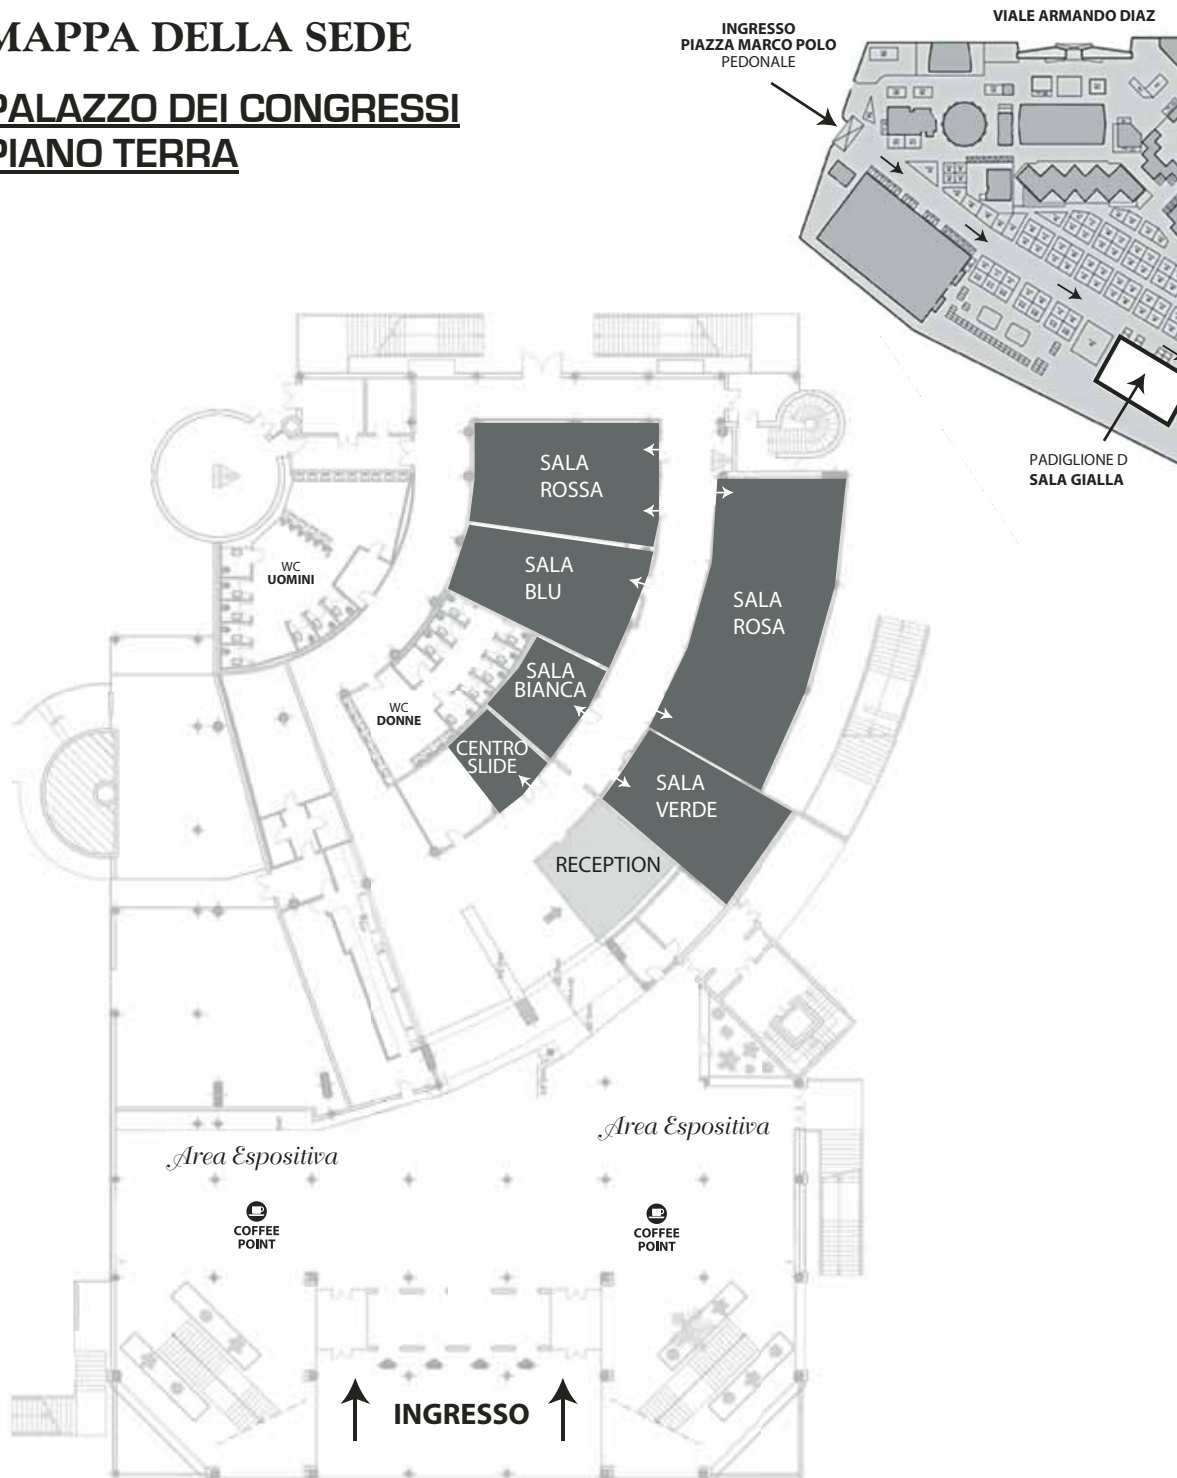 MAPPA DELLA SEDE
PALAZZO DEI CONGRESSI
PIANO TERRA
VIALE ARMANDO DIAZ
INGRESSO
PIAZZA MARCO POLO
PEDONALE
PADIGLIONE D
SALA GIALLA
SALA
ROSSA
SALA
BLU
SALA
ROSA
WC
UOMINI
SALA
BIANCA
WC
DONNE
CENTRO
SLIDE
SALA
VERDE
RECEPTION
Area Espositiva
Area Espositiva
COFFEE
POINT
COFFEE
POINT
INGRESSO